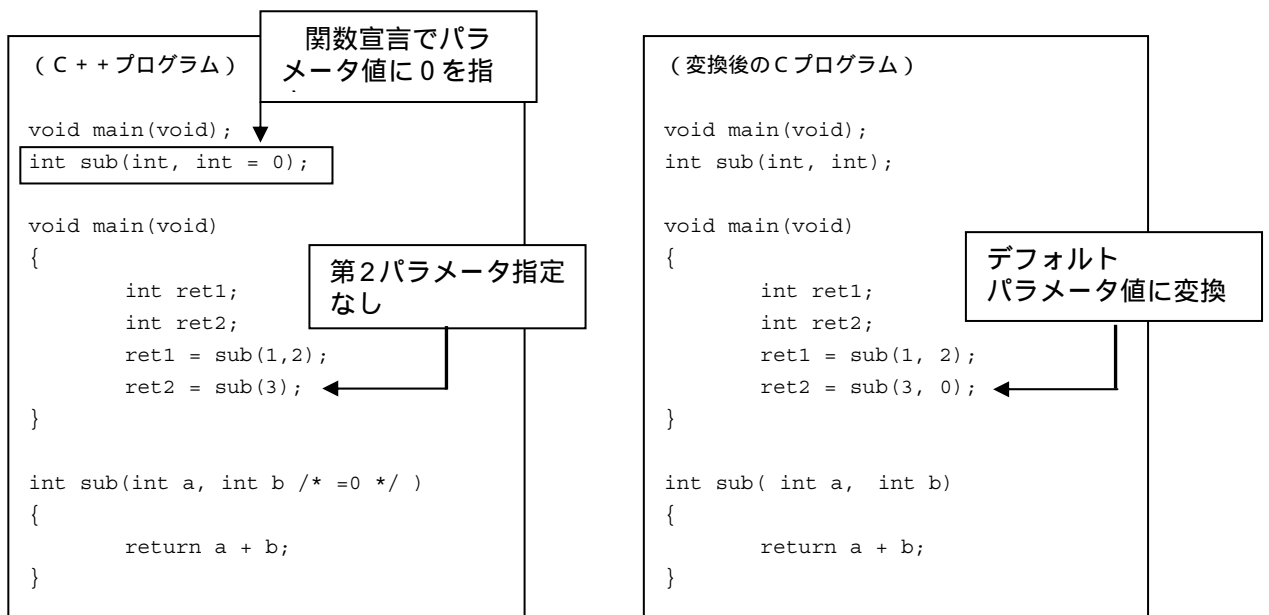 関数宣言でパラ
メータ値に0を指
(C++プログラム)
void main(void);
int sub(int, int = 0);
void main(void)
{
第2パラメータ指定
なし
int ret1;
int ret2;
ret1 = sub(1,2);
ret2 = sub(3);
}
int sub(int a, int b /* =0 */ )
{
return a + b;
}
(変換後のCプログラム)
void main(void);
int sub(int, int);
void main(void)
{
デフォルト
パラメータ値に変換
int ret1;
int ret2;
ret1 = sub(1, 2);
ret2 = sub(3, 0);
}
int sub( int a, int b)
{
return a + b;
}